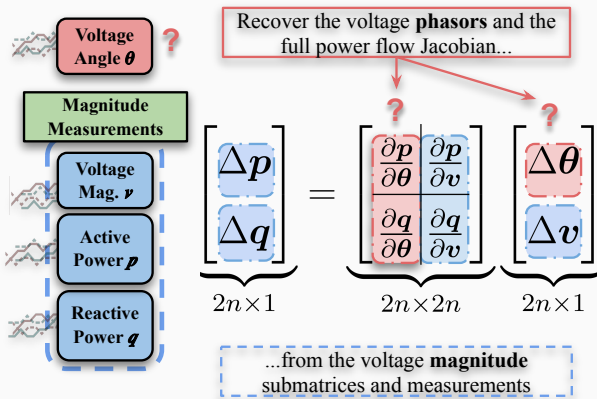 Voltage
Angle θ
?
Recover the voltage phasors and the
full power flow Jacobian...
Magnitude
Measurements
Voltage
Mag. v
Active
Power p
Reactive
Power q
? ?
Δp = ∂p/∂θ ∂p/∂v Δθ
Δq ∂q/∂θ ∂q/∂v Δv
2n×1 2n×2n 2n×1
...from the voltage magnitude
submatrices and measurements